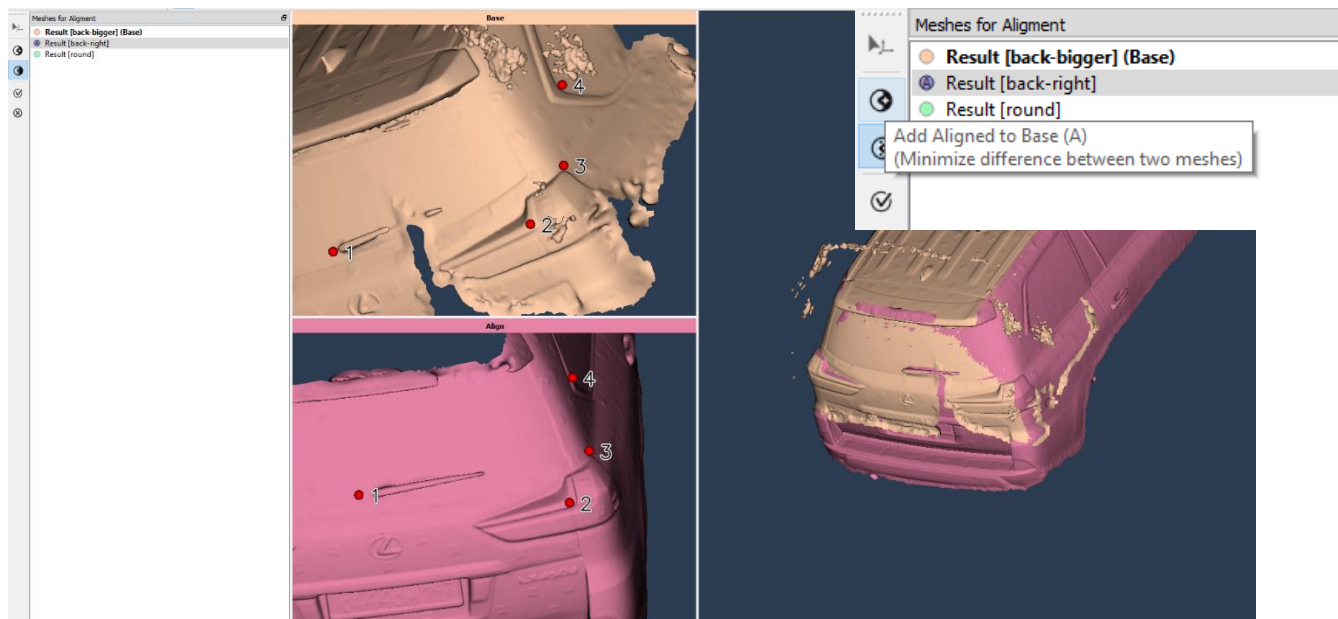 Meshes for Aligment
Result [back-bigger] (Base)
Result [back-right]
Result [round]
Base
1
2
3
4
Align
1
2
3
4
Meshes for Aligment
Result [back-bigger] (Base)
A Result [back-right]
Result [round]
Add Aligned to Base (A)
(Minimize difference between two meshes)